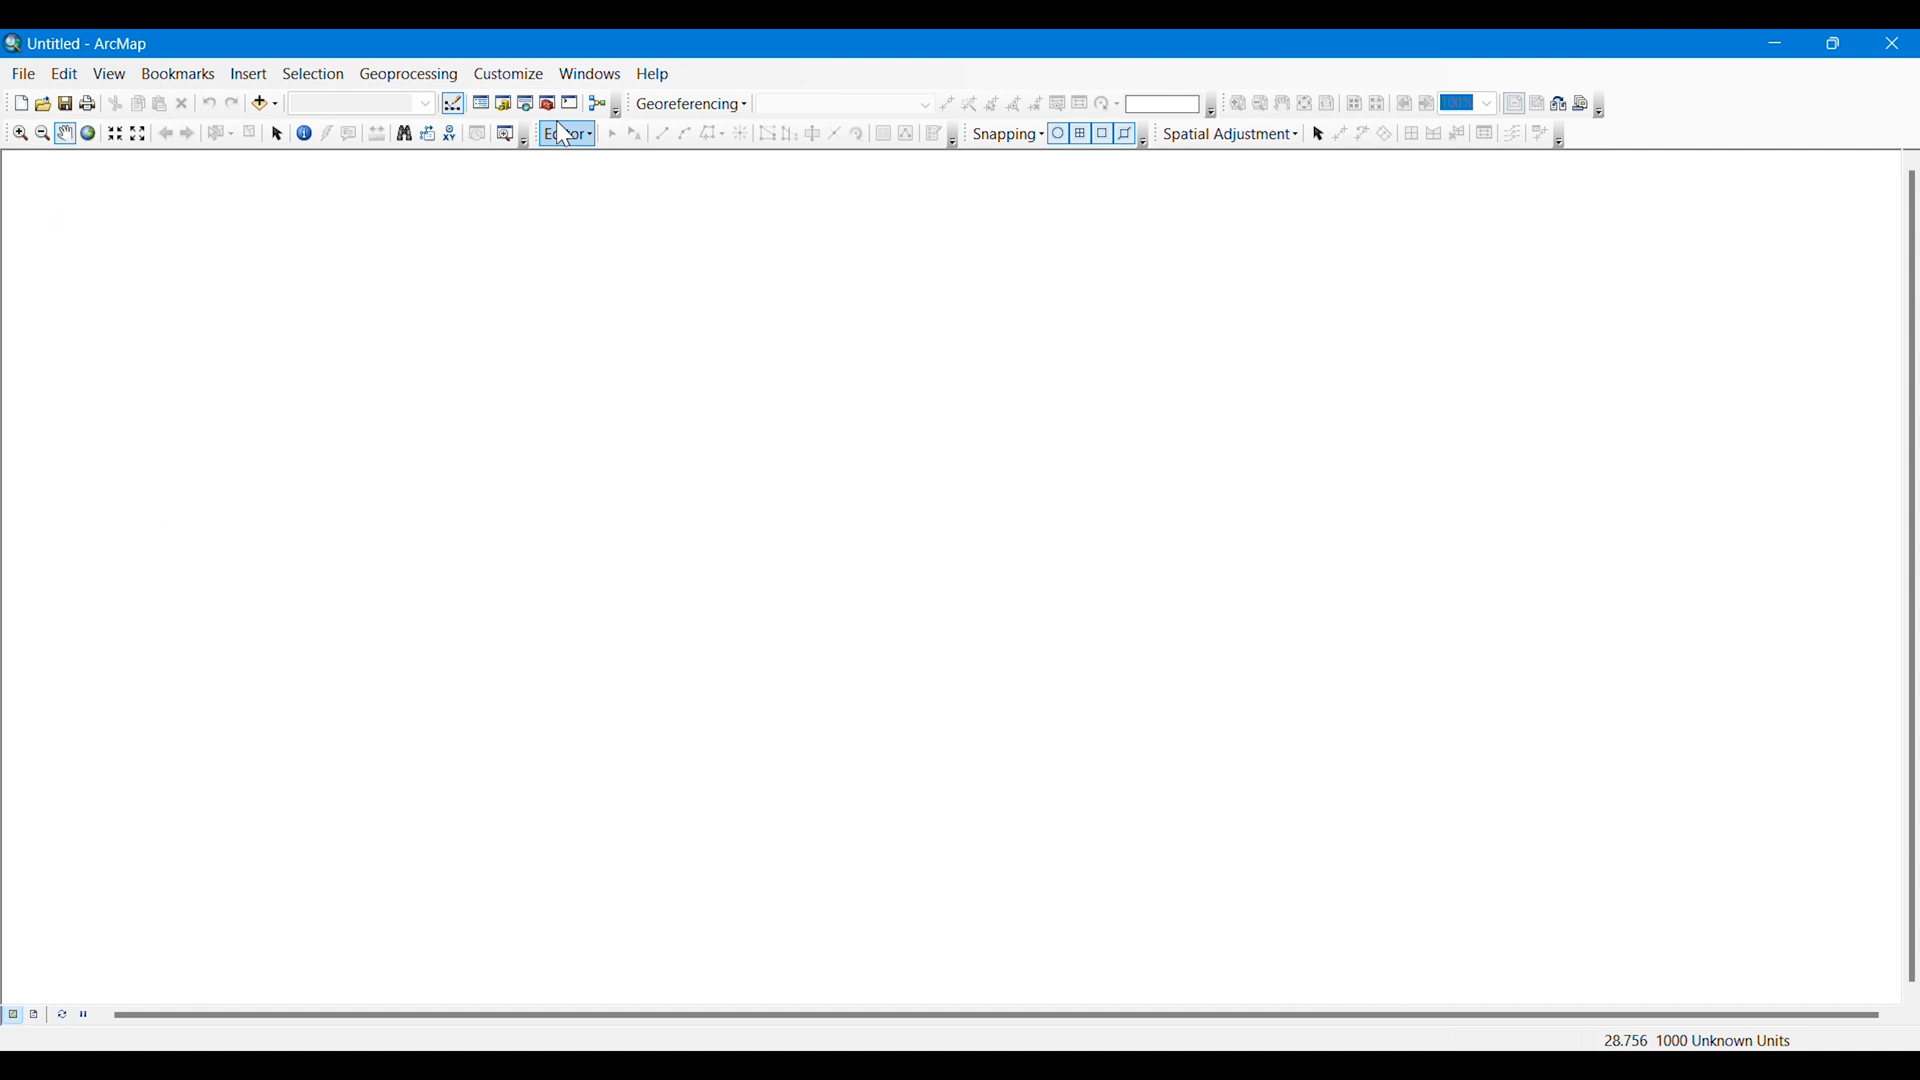 Untitled - ArcMap
File Edit View Bookmarks Insert Selection Geoprocessing Customize Windows Help
Georeferencing 100%
Snapping Spatial Adjustment
28.756 1000 Unknown Units